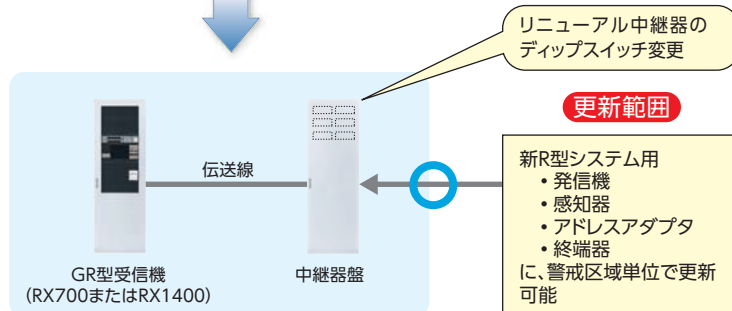 リニューアル中継器の
ディップスイッチ変更
更新範囲
伝送線
GR型受信機
(RX700またはRX1400)
中継器盤
新R型システム用
• 発信機
• 感知器
• アドレスアダプタ
• 終端器
に、警戒区域単位で更新
可能